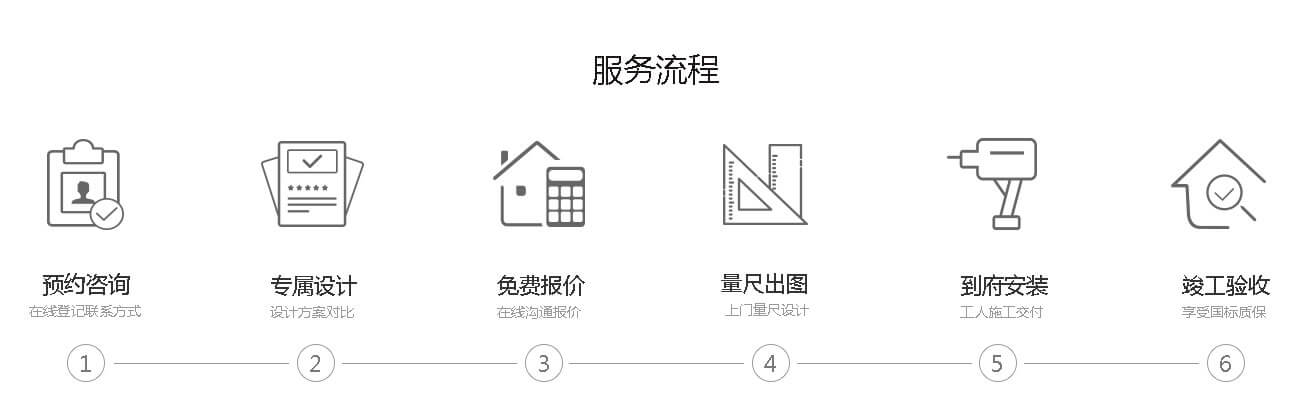 服务流程
预约咨询
在线登记联系方式
1
专属设计
设计方案对比
2
免费报价
在线沟通报价
3
量尺出图
上门量尺设计
4
到府安装
工人施工交付
5
竣工验收
享受国标质保
6